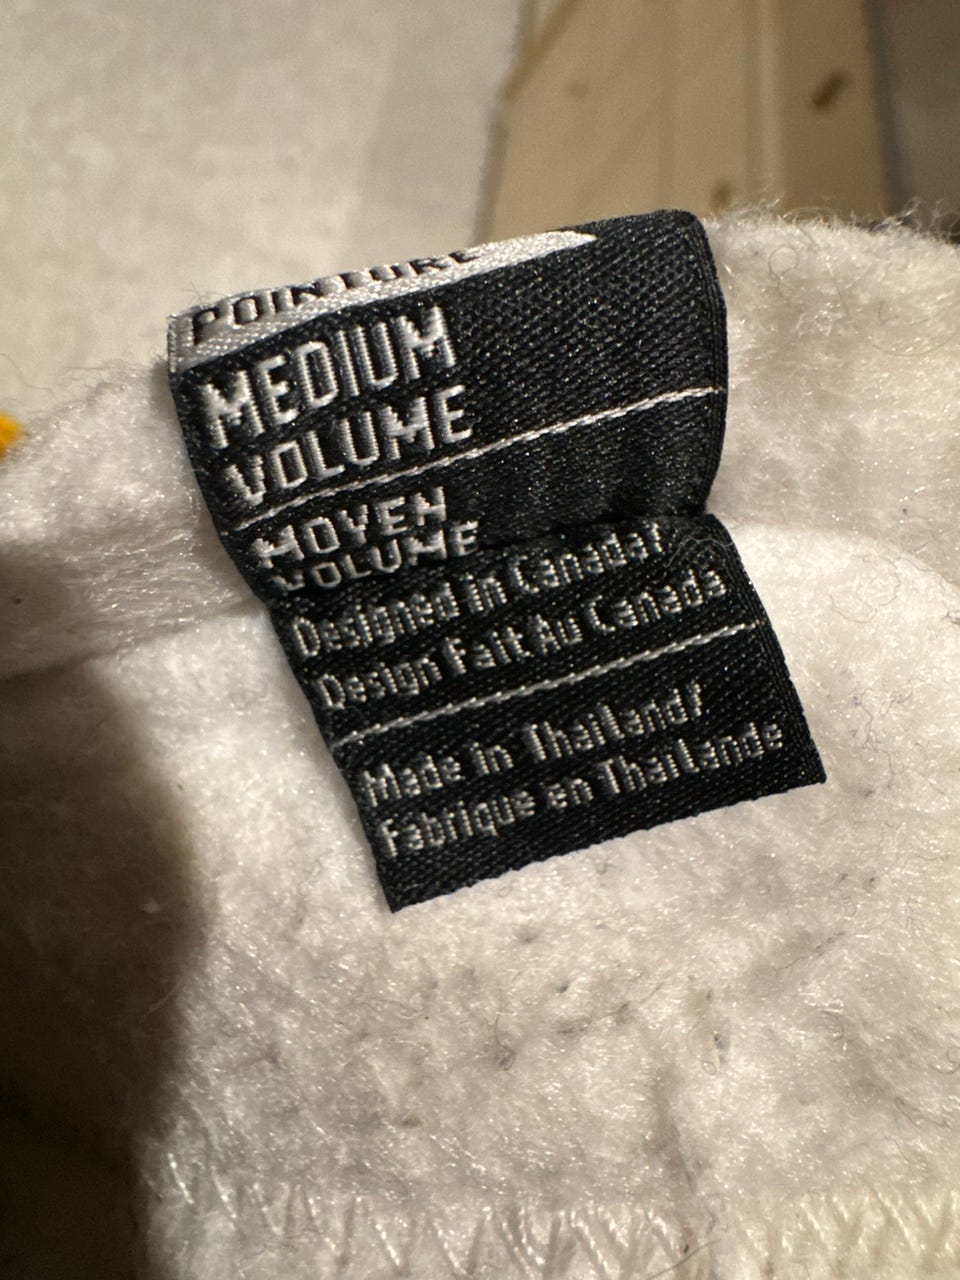 POINTURE
MEDIUM
VOLUME
MOYEN
VOLUME
Designed in Canada/
Design Fait Au Canada
Made in Thailand/
Fabrique en Thailande